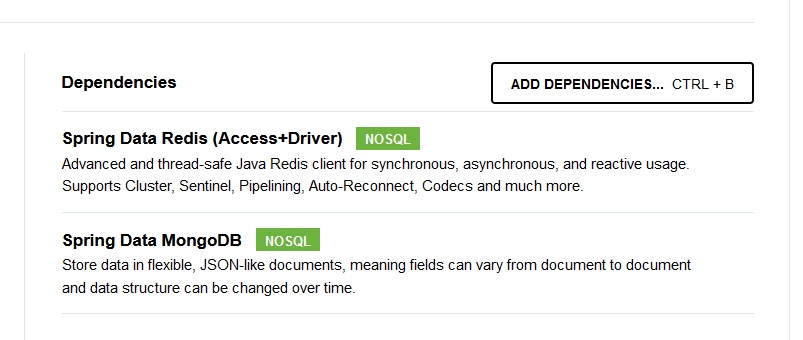 Dependencies
ADD DEPENDENCIES... CTRL + B
Spring Data Redis (Access+Driver) NOSQL
Advanced and thread-safe Java Redis client for synchronous, asynchronous, and reactive usage.
Supports Cluster, Sentinel, Pipelining, Auto-Reconnect, Codecs and much more.
Spring Data MongoDB NOSQL
Store data in flexible, JSON-like documents, meaning fields can vary from document to document
and data structure can be changed over time.